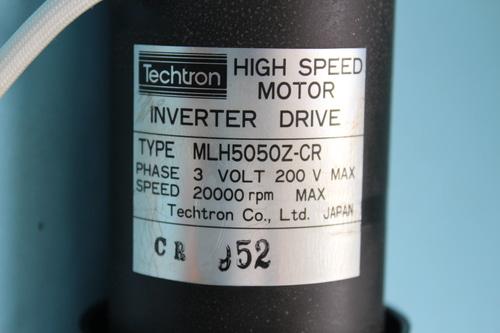 Techtron HIGH SPEED
MOTOR
INVERTER DRIVE
TYPE MLH5050Z-CR
PHASE 3 VOLT 200 V MAX
SPEED 20000 rpm MAX
Techtron Co., Ltd. JAPAN
CR J52